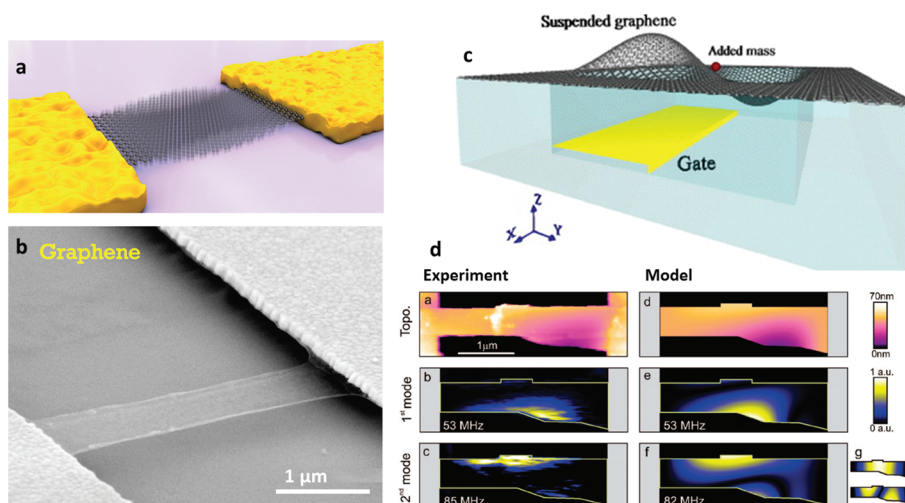 a
Suspended graphene
c
Added mass
Gate
Z
X
Y
b
Graphene
1 µm
d
Experiment
Model
Topo.
a
1µm
d
70nm
0nm
1st mode
b
53 MHz
e
53 MHz
1 a.u.
0 a.u.
2nd mode
c
85 MHz
f
82 MHz
g